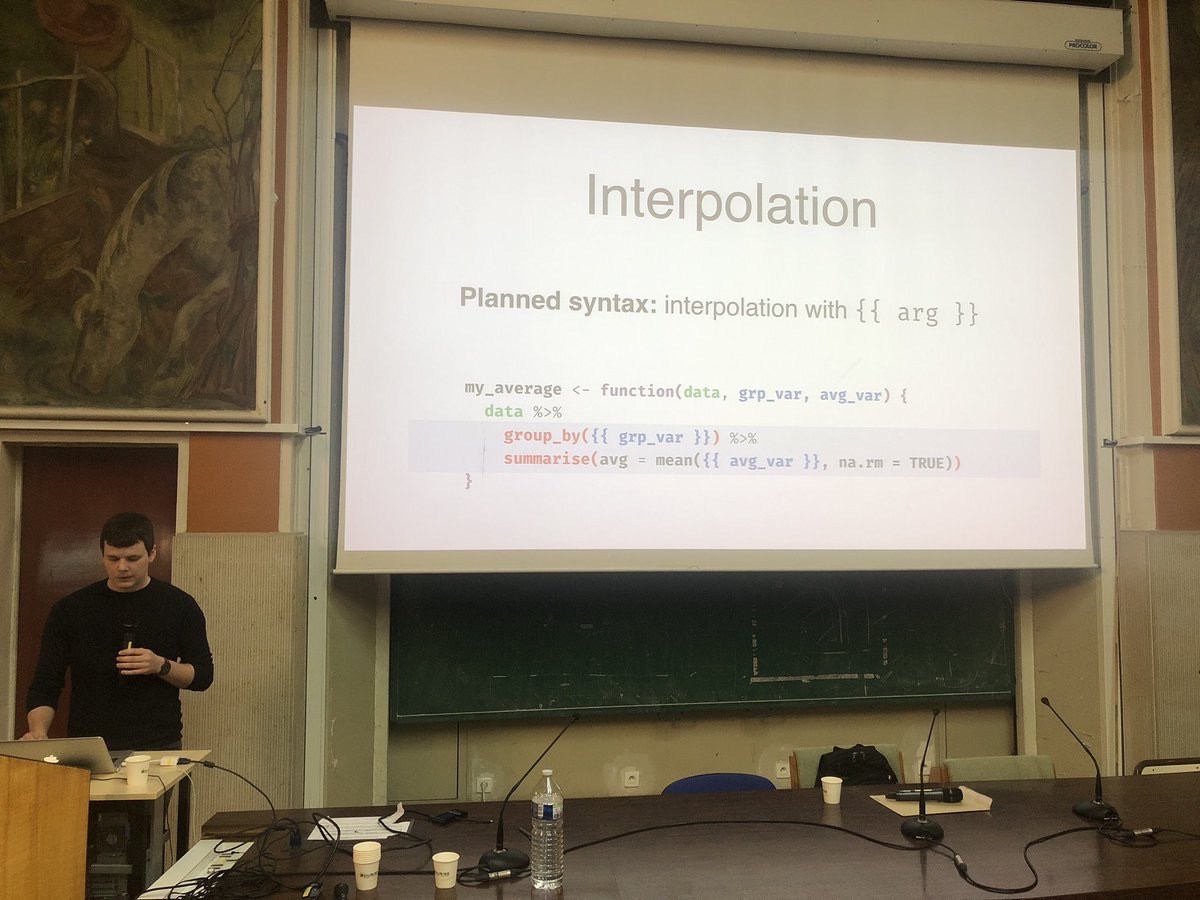 PROCOLOR
Interpolation
Planned syntax: interpolation with {{ arg }}
my_average <- function(data, grp_var, avg_var) {
data %>%
group_by({{ grp_var }}) %>%
summarise(avg = mean({{ avg_var }}, na.rm = TRUE))
}